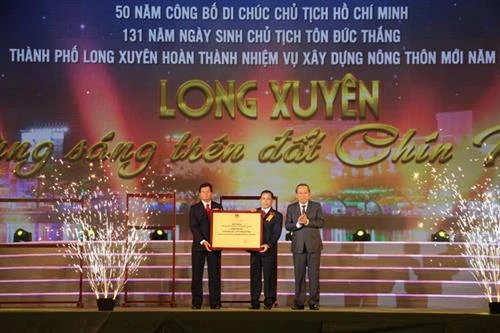 50 NĂM CÔNG BỐ DI CHÚC CHỦ TỊCH HỒ CHÍ MINH
131 NĂM NGÀY SINH CHỦ TỊCH TÔN ĐỨC THẮNG
THÀNH PHỐ LONG XUYÊN HOÀN THÀNH NHIỆM VỤ XÂY DỰNG NÔNG THÔN MỚI NĂM
LONG XUYÊN
sáng trên đất Chín